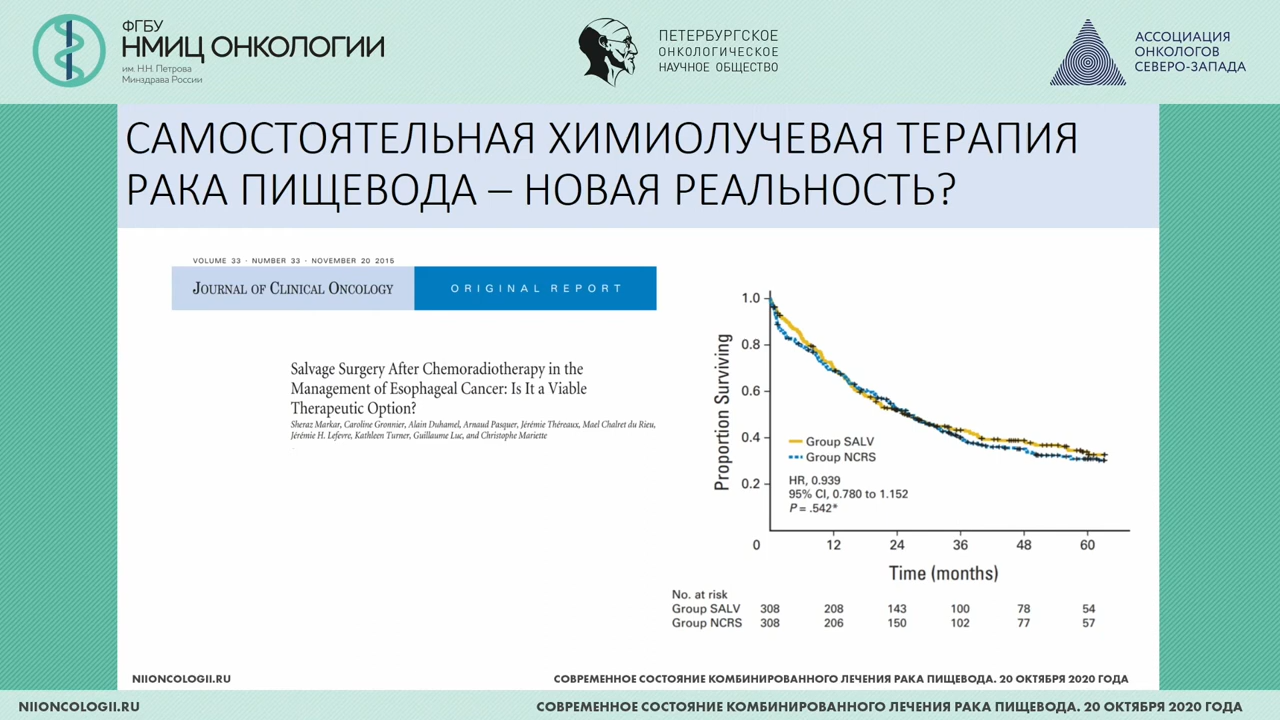 ФГБУ
НМИЦ ОНКОЛОГИИ
им. Н.Н. Петрова
Минздрава России
ПЕТЕРБУРГСКОЕ
ОНКОЛОГИЧЕСКОЕ
НАУЧНОЕ ОБЩЕСТВО
АССОЦИАЦИЯ
ОНКОЛОГОВ
СЕВЕРО-ЗАПАДА
САМОСТОЯТЕЛЬНАЯ ХИМИОЛУЧЕВАЯ ТЕРАПИЯ
РАКА ПИЩЕВОДА – НОВАЯ РЕАЛЬНОСТЬ?
VOLUME 33 · NUMBER 33 · NOVEMBER 20 2015
JOURNAL OF CLINICAL ONCOLOGY
ORIGINAL REPORT
Salvage Surgery After Chemoradiotherapy in the
Management of Esophageal Cancer: Is It a Viable
Therapeutic Option?
Sheraz Markar, Caroline Gronnier, Alain Duhamel, Arnaud Pasquer, Jérémie Théreaux, Mael Chalret du Rieu,
Jérémie H. Lefevre, Kathleen Turner, Guillaume Luc, and Christophe Mariette
Proportion Surviving
1.0
0.8
0.6
0.4
0.2
Group SALV
Group NCRS
HR, 0.939
95% CI, 0.780 to 1.152
P = .542*
0 12 24 36 48 60
Time (months)
No. at risk
Group SALV 308 208 143 100 78 54
Group NCRS 308 206 150 102 77 57
NIIONCOLOGII.RU
СОВРЕМЕННОЕ СОСТОЯНИЕ КОМБИНИРОВАННОГО ЛЕЧЕНИЯ РАКА ПИЩЕВОДА. 20 ОКТЯБРЯ 2020 ГОДА
NIIONCOLOGII.RU
СОВРЕМЕННОЕ СОСТОЯНИЕ КОМБИНИРОВАННОГО ЛЕЧЕНИЯ РАКА ПИЩЕВОДА. 20 ОКТЯБРЯ 2020 ГОДА